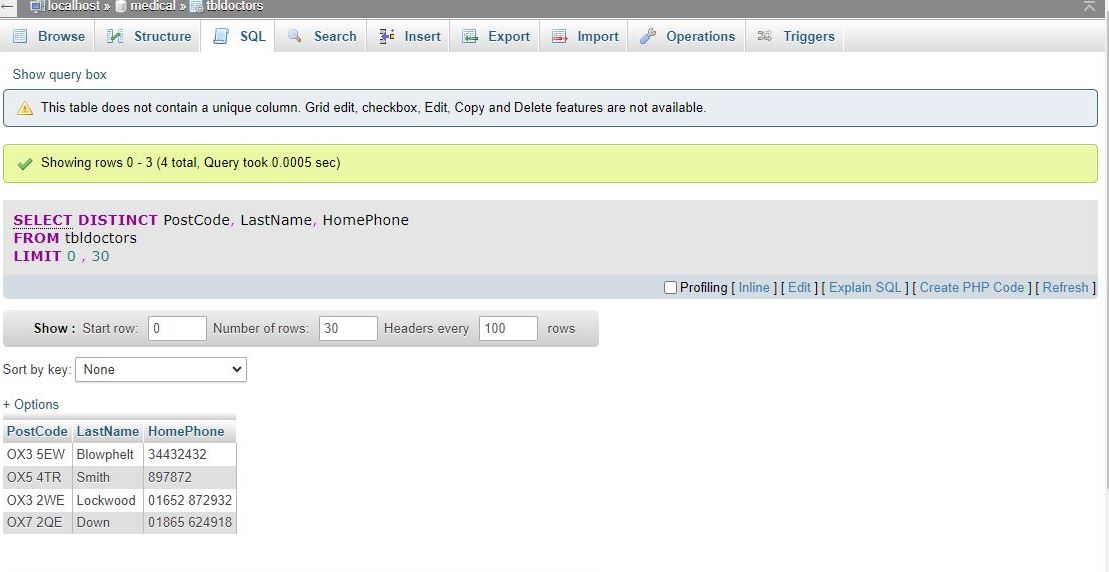 localhost » medical » tbldoctors
Browse Structure SQL Search Insert Export Import Operations Triggers
Show query box
This table does not contain a unique column. Grid edit, checkbox, Edit, Copy and Delete features are not available.
Showing rows 0 - 3 (4 total, Query took 0.0005 sec)
SELECT DISTINCT PostCode, LastName, HomePhone
FROM tbldoctors
LIMIT 0 , 30
Profiling [ Inline ] [ Edit ] [ Explain SQL ] [ Create PHP Code ] [ Refresh ]
Show : Start row: 0 Number of rows: 30 Headers every 100 rows
Sort by key: None
+ Options
PostCode LastName HomePhone
OX3 5EW Blowphelt 34432432
OX5 4TR Smith 897872
OX3 2WE Lockwood 01652 872932
OX7 2QE Down 01865 624918